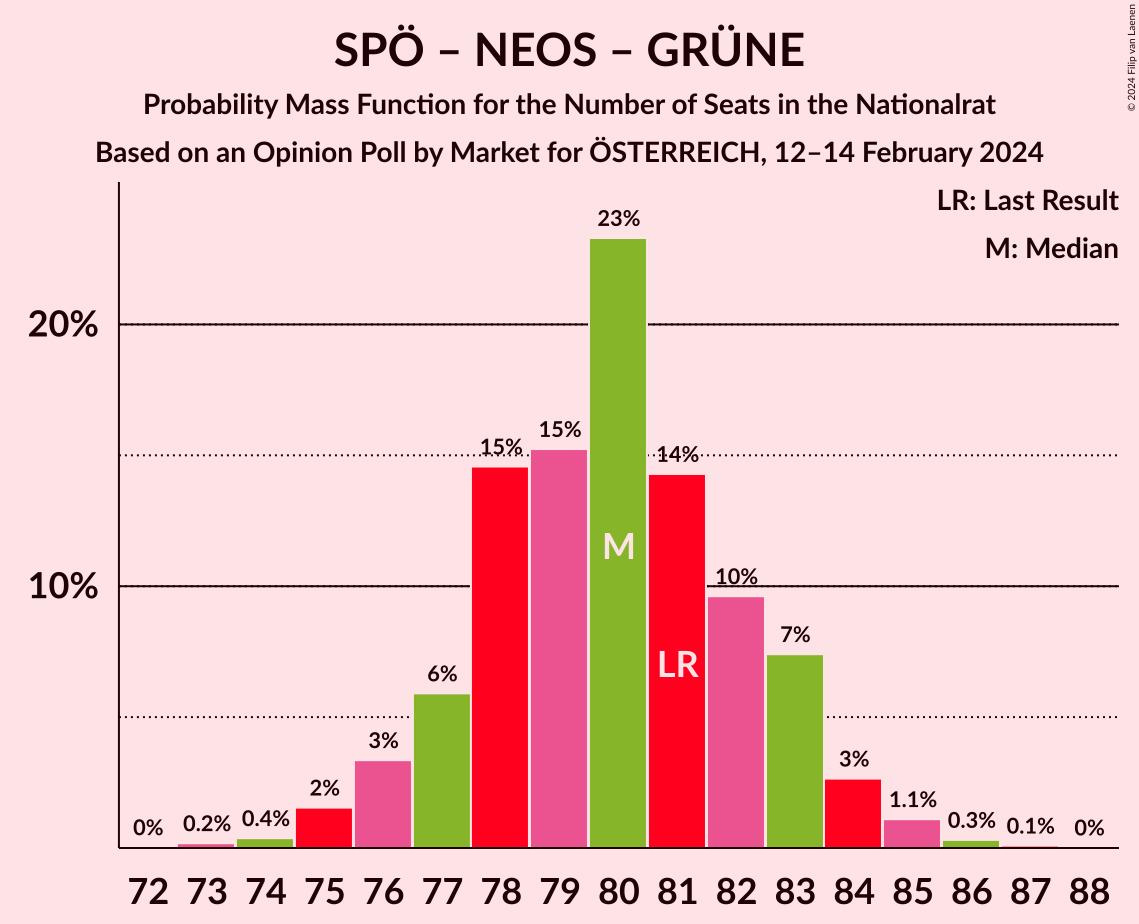 SPÖ – NEOS – GRÜNE
Probability Mass Function for the Number of Seats in the Nationalrat
Based on an Opinion Poll by Market for ÖSTERREICH, 12–14 February 2024
© 2024 Filip van Laenen
LR: Last Result
M: Median
23%
20%
15%
15%
14%
M
10%
10%
7%
LR
6%
3%
3%
2%
1.1%
0%
0.2%
0.4%
0.3%
0.1%
0%
72 73 74 75 76 77 78 79 80 81 82 83 84 85 86 87 88